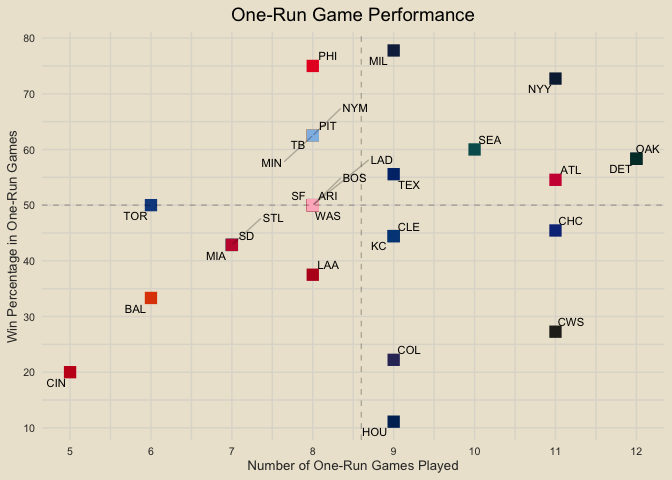 One-Run Game Performance
Win Percentage in One-Run Games
80
70
60
50
40
30
20
10
PHI
MIL
NYY
NYM
PIT
TB
MIN
SEA
OAK
DET
LAD
BOS
ATL
TEX
SF
ARI
WAS
TOR
STL
SD
MIA
CLE
KC
CHC
LAA
BAL
CWS
COL
CIN
HOU
5
6
7
8
9
10
11
12
Number of One-Run Games Played